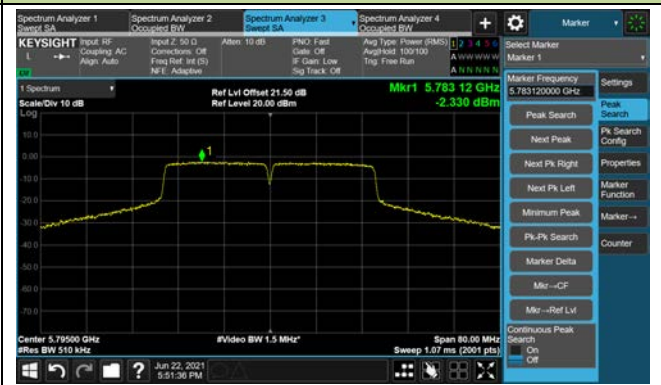 Spectrum Analyzer 1
Swept SA
Spectrum Analyzer 2
Occupied BW
Spectrum Analyzer 3
Swept SA
Spectrum Analyzer 4
Occupied BW
+
Marker
KEYSIGHT
L
Input: RF
Coupling: AC
Align: Auto
Input Z: 50 Ω
Corrections: Off
Freq Ref: Int (S)
NFE: Adaptive
Atten: 10 dB
PNO: Fast
Gate: Off
IF Gain: Low
Sig Track: Off
Avg Type: Power (RMS)
Avg|Hold: 100/100
Trig: Free Run
1 2 3 4 5 6
A W W W W W
A N N N N N
Select Marker
Marker 1
1 Spectrum
Scale/Div 10 dB
Log
Ref Lvl Offset 21.50 dB
Ref Level 20.00 dBm
Mkr1 5.783 12 GHz
-2.330 dBm
10.0
0.00
-10.0
-20.0
-30.0
-40.0
-50.0
-60.0
-70.0
1
Center 5.79500 GHz
#Res BW 510 kHz
#Video BW 1.5 MHz*
Span 80.00 MHz
Sweep 1.07 ms (2001 pts)
Marker Frequency
5.783120000 GHz
Peak Search
Next Peak
Next Pk Right
Next Pk Left
Minimum Peak
Pk-Pk Search
Marker Delta
Mkr→CF
Mkr→Ref Lvl
Continuous Peak
Search
On
Off
Settings
Peak
Search
Pk Search
Config
Properties
Marker
Function
Marker→
Counter
?
Jun 22, 2021
5:51:36 PM